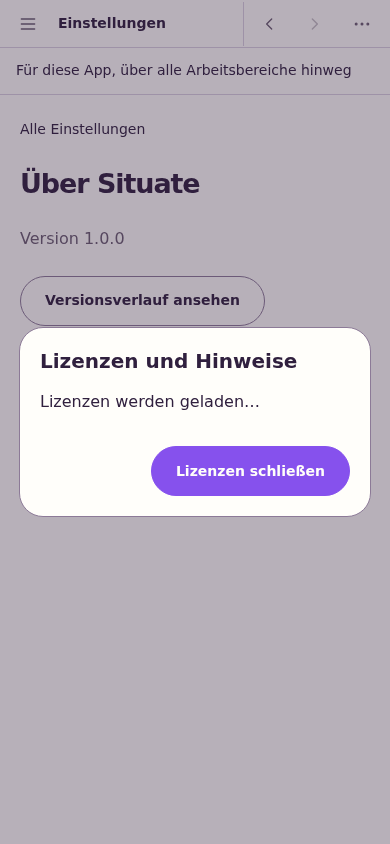 Einstellungen
Für diese App, über alle Arbeitsbereiche hinweg
Alle Einstellungen
Über Situate
Version 1.0.0
Versionsverlauf ansehen
Lizenzen und Hinweise
Lizenzen werden geladen...
Lizenzen schließen